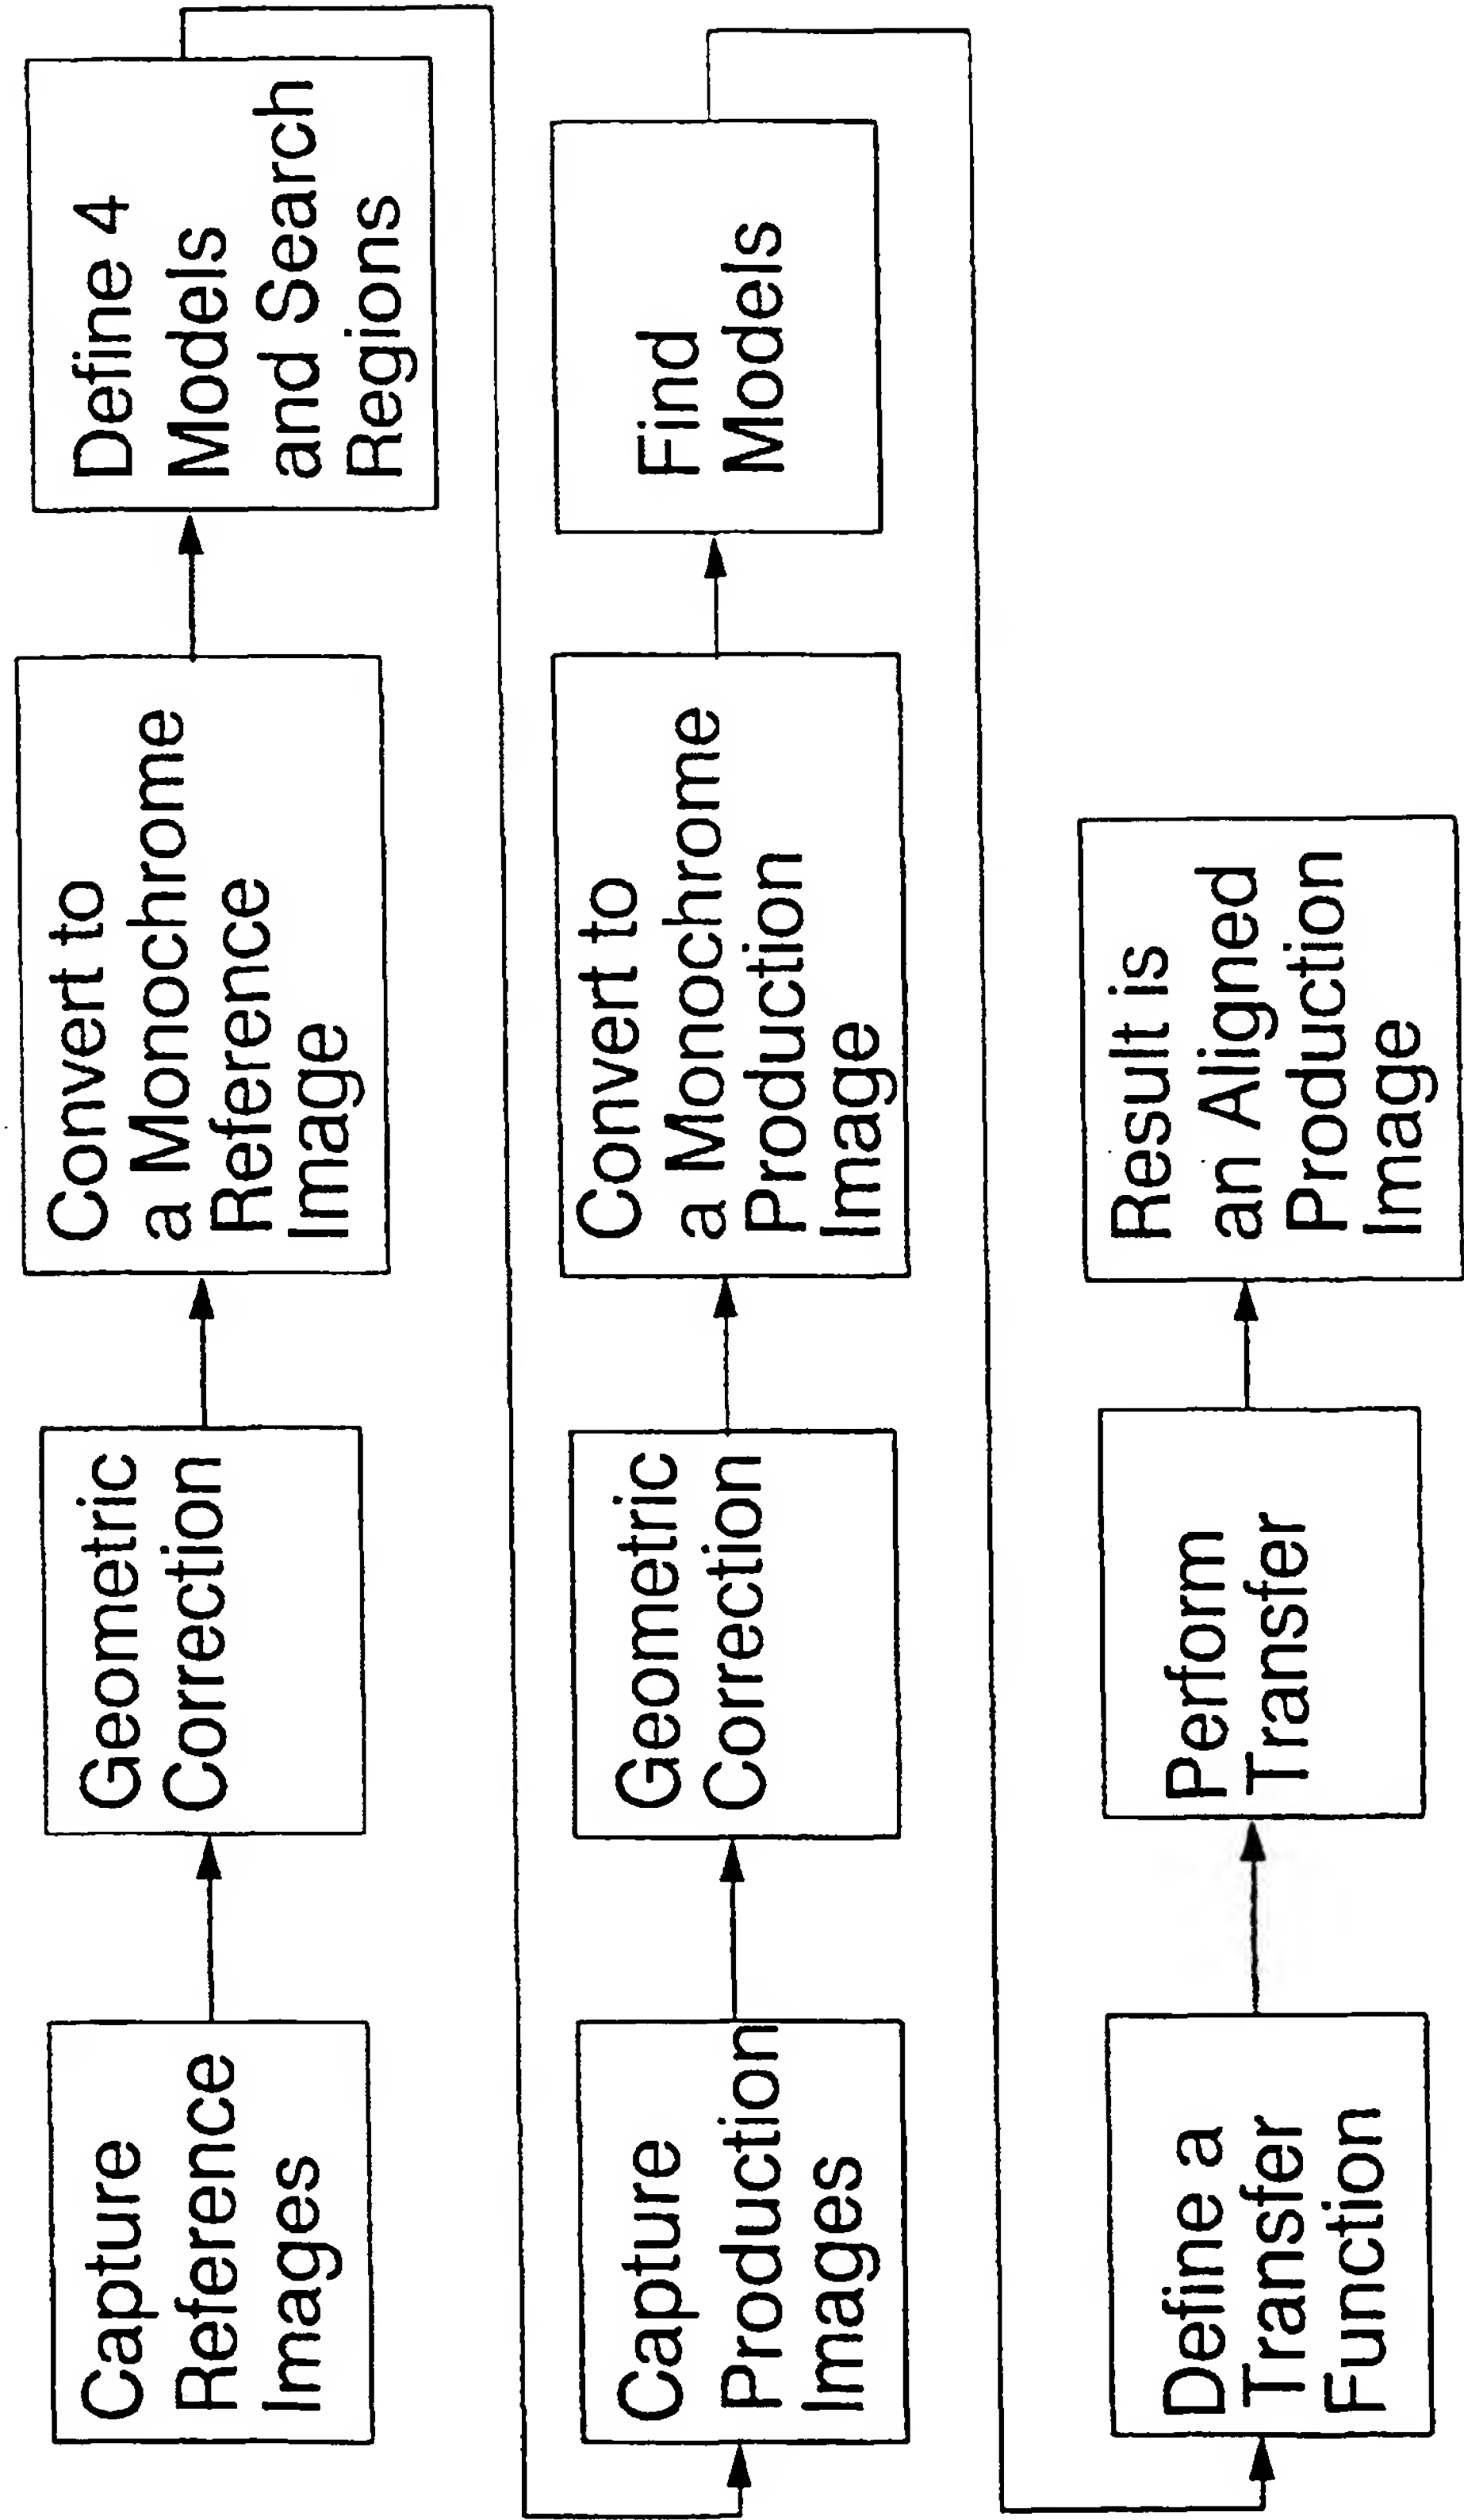 Capture
Reference
Images
Geometric
Correction
Convert to
a Monochrome
Reference
Image
Define 4
Models
and Search
Regions
Capture
Production
Images
Geometric
Correction
Convert to
a Monochrome
Production
Image
Find
Models
Define a
Transfer
Function
Perform
Transfer
Result is
an Aligned
Production
Image